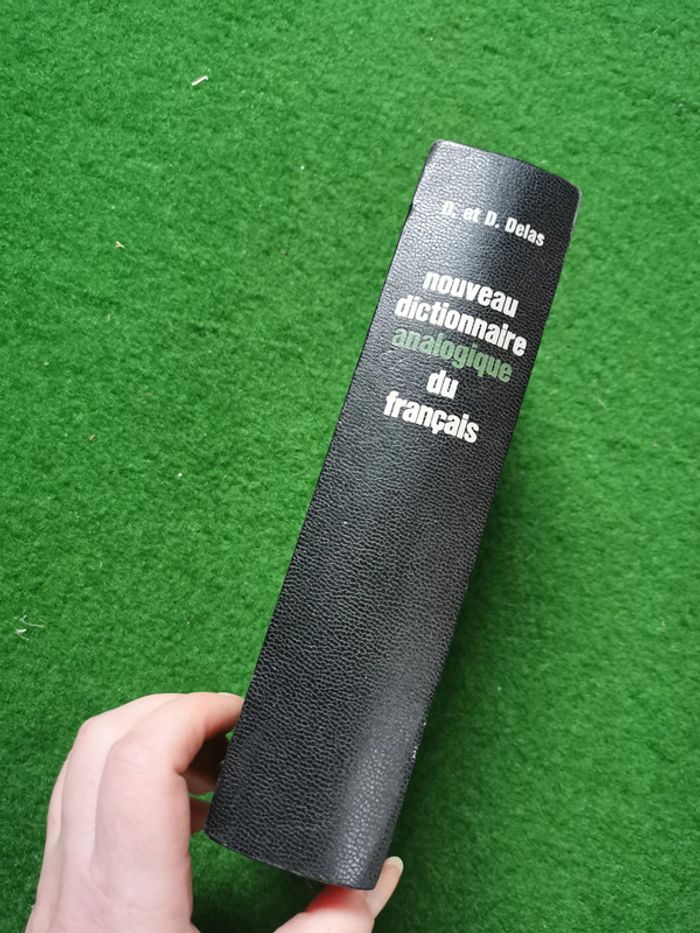 D. et D. Delas
nouveau
dictionnaire
analogique
du
français